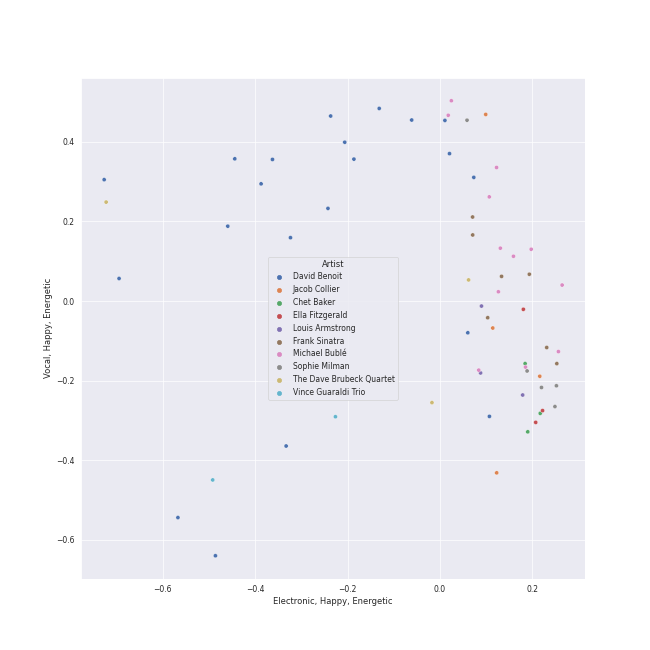 0.4
0.2
0.0
−0.2
−0.4
−0.6
Vocal, Happy, Energetic
Artist
David Benoit
Jacob Collier
Chet Baker
Ella Fitzgerald
Louis Armstrong
Frank Sinatra
Michael Bublé
Sophie Milman
The Dave Brubeck Quartet
Vince Guaraldi Trio
−0.6 −0.4 −0.2 0.0 0.2
Electronic, Happy, Energetic